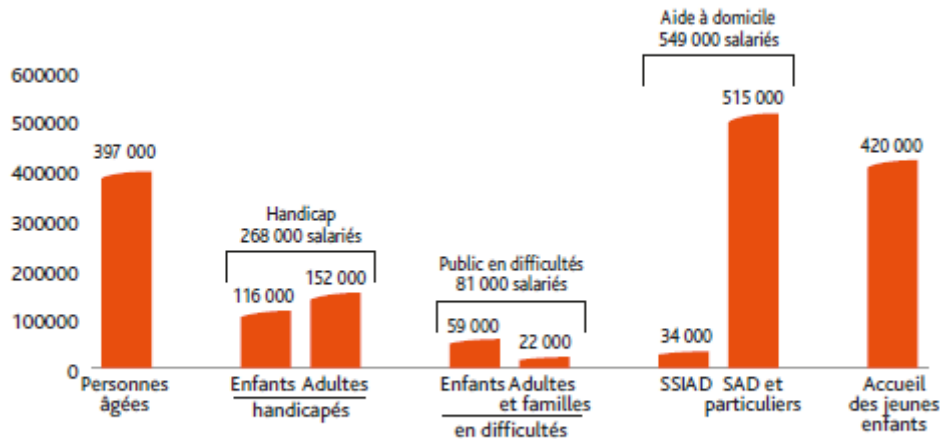 Aide à domicile
549 000 salariés
600000
500000
400000
300000
200000
100000
0
397 000
Handicap
268 000 salariés
116 000
152 000
Public en difficultés
81 000 salariés
59 000
22 000
34 000
515 000
420 000
Personnes
âgées
Enfants Adultes
handicapés
Enfants Adultes
et familles
en difficultés
SSIAD
SAD et
particuliers
Accueil
des jeunes
enfants